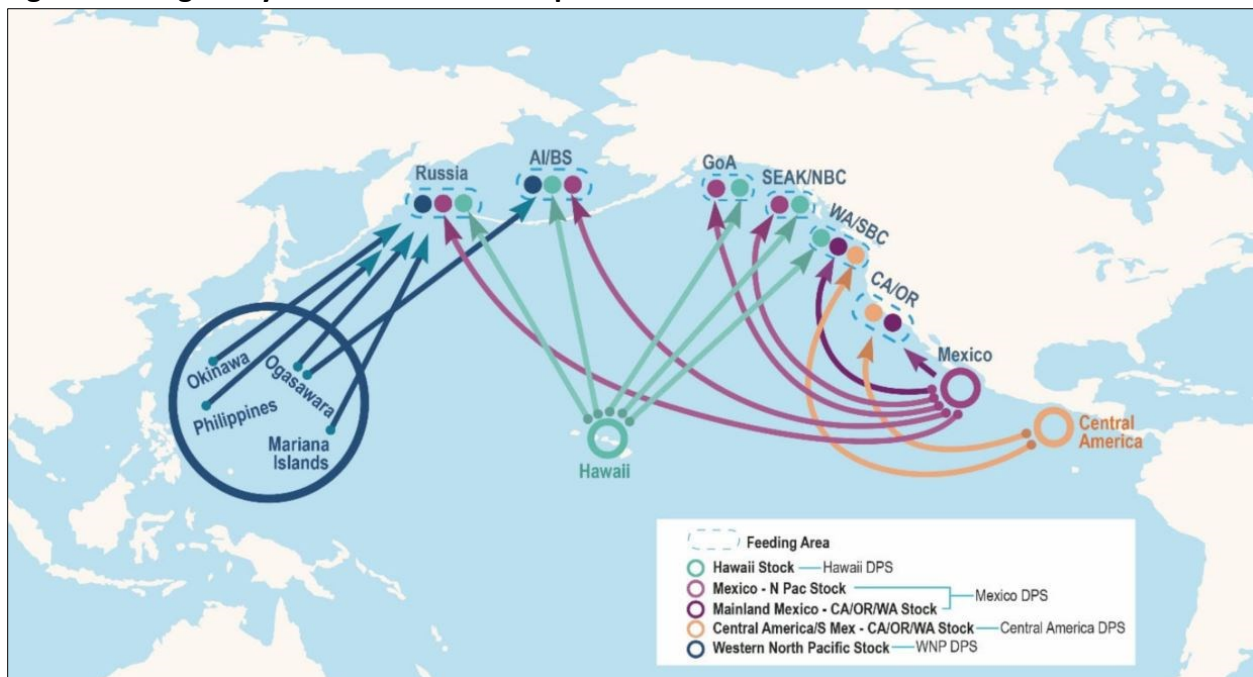 Russia
AI/BS
GoA
SEAK/NBC
WA/SBC
CA/OR
Mexico
Central
America
Okinawa
Ogasawara
Philippines
Mariana
Islands
Hawaii
Feeding Area
Hawaii Stock Hawaii DPS
Mexico - N Pac Stock
Mexico DPS
Mainland Mexico - CA/OR/WA Stock
Central America/S Mex - CA/OR/WA Stock Central America DPS
Western North Pacific Stock WNP DPS